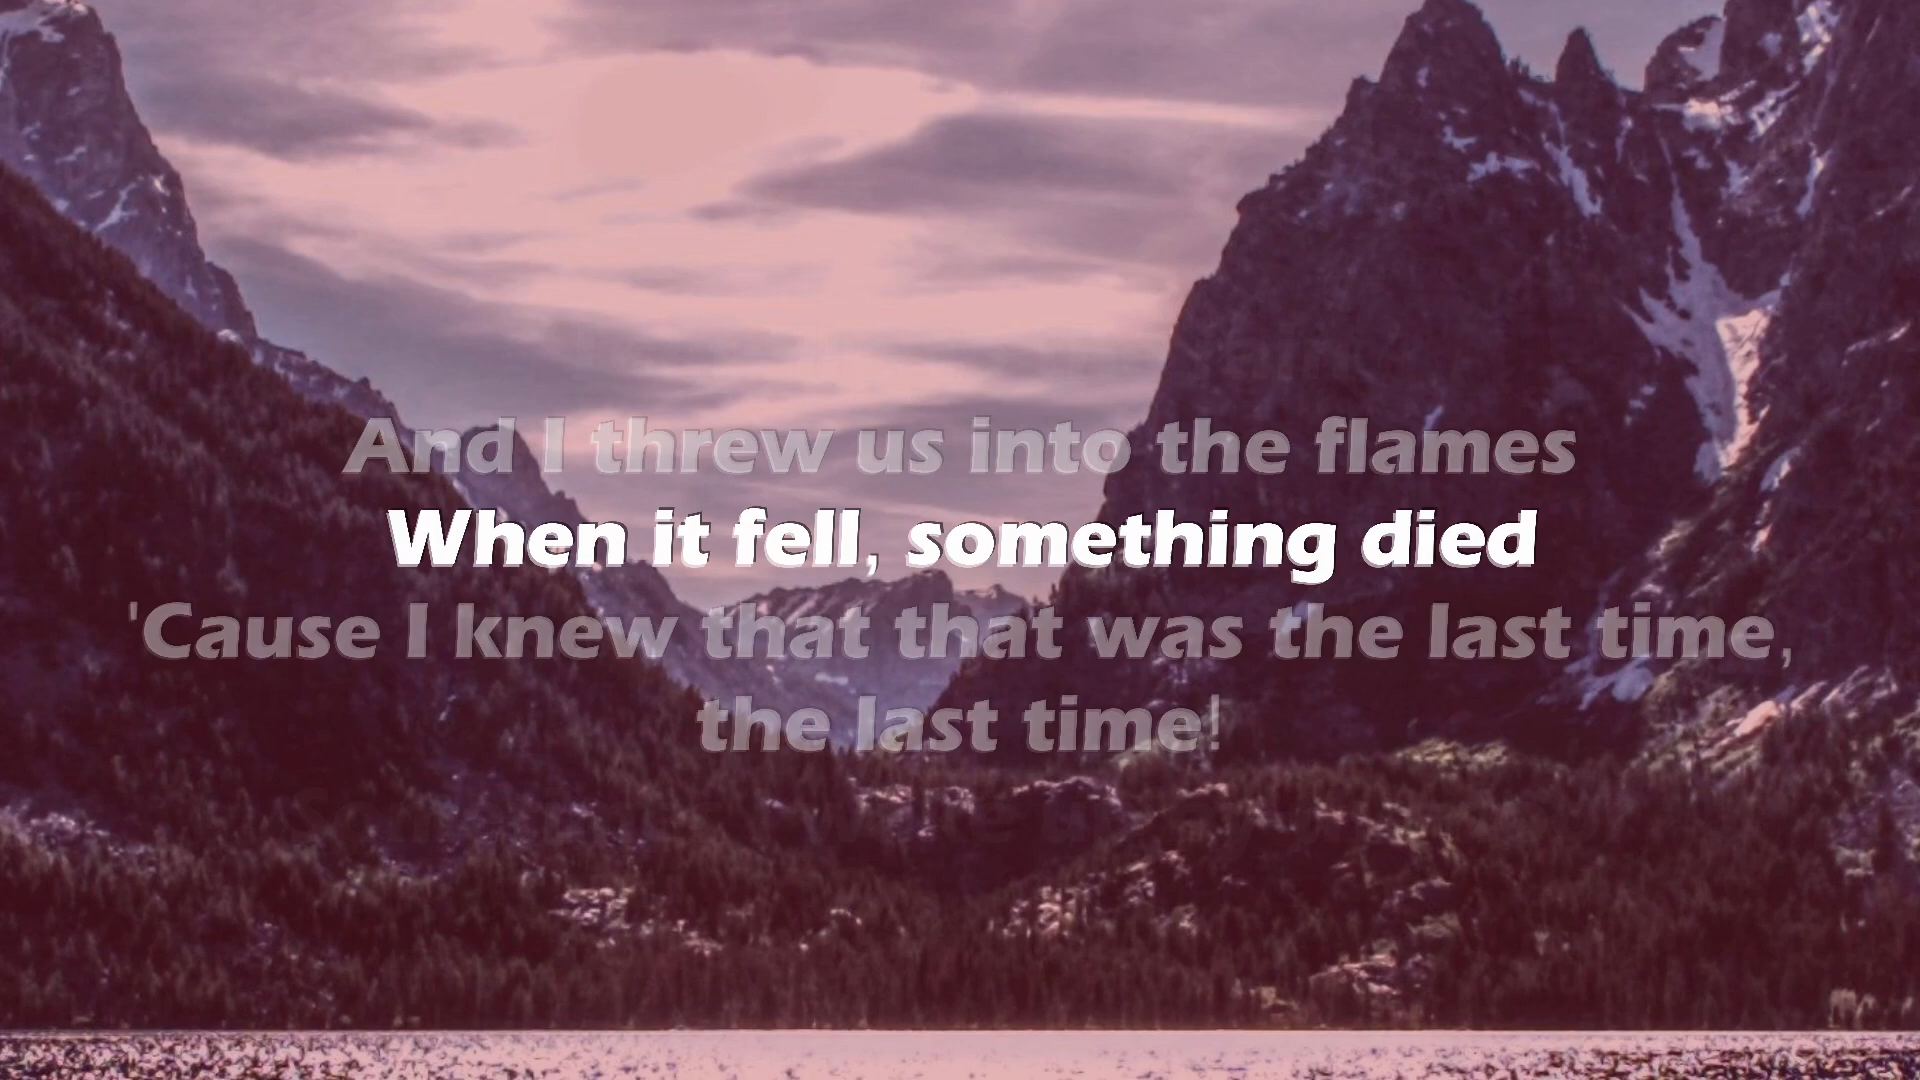 And I threw us into the flames
When it fell, something died
'Cause I knew that that was the last time,
the last time!